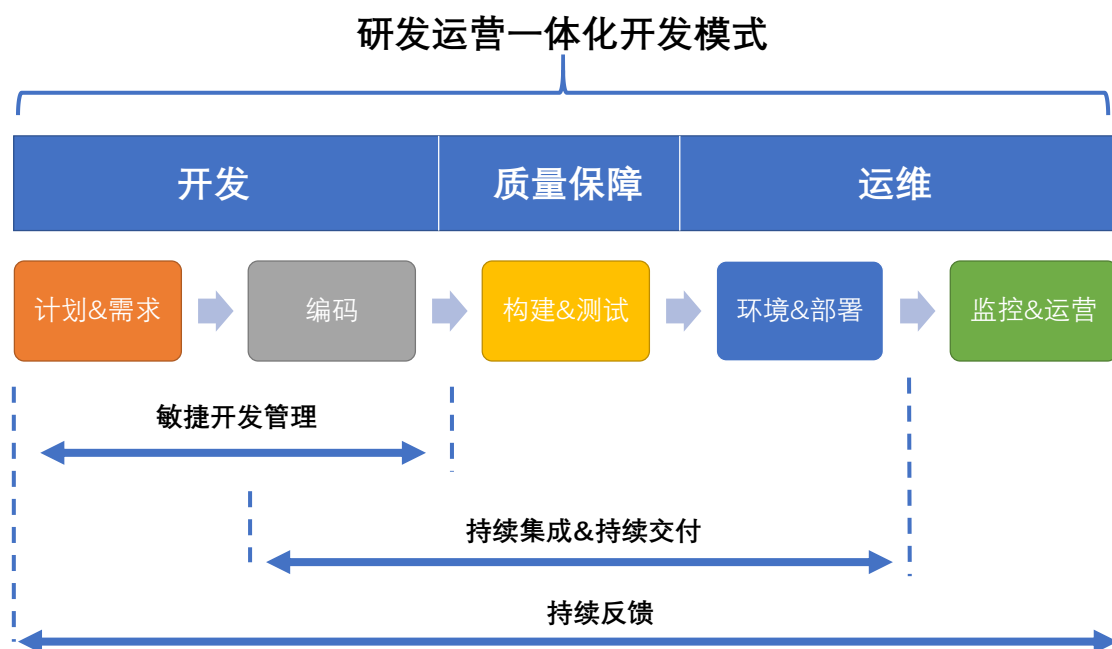 研发运营一体化开发模式
开发
质量保障
运维
计划&需求
编码
构建&测试
环境&部署
监控&运营
敏捷开发管理
持续集成&持续交付
持续反馈